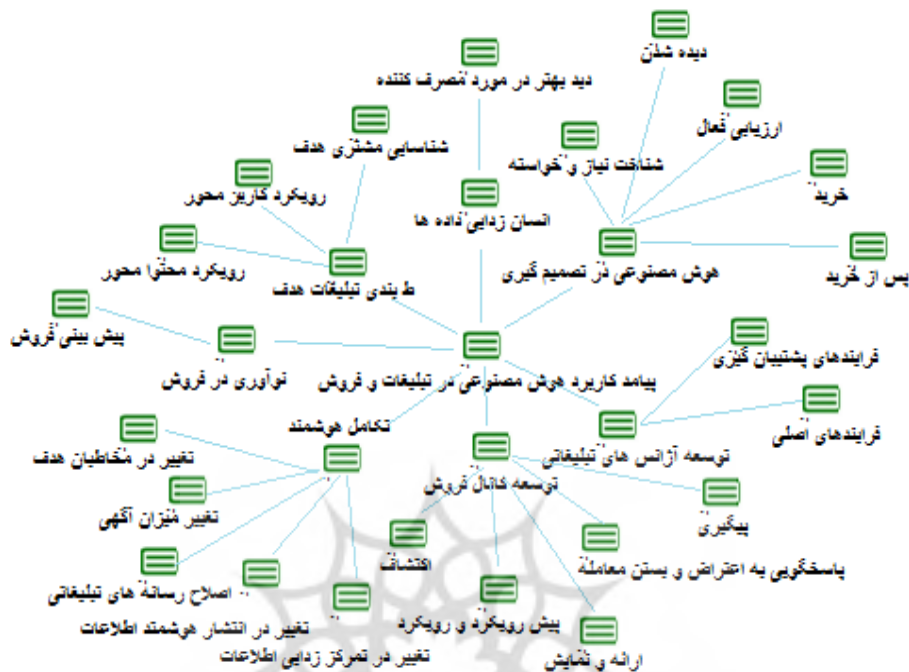 دیده شدن
دید بهتر در مورد مصرف کننده
ارزیابی فعال
شناسایی مشتری هدف
شناخت نیاز و خواسته
خرید
رویکرد کاربر محور
انسان زدایی داده ها
رویکرد محتوا محور
ط بندی تبلیغات هدف
هوش مصنوعی در تصمیم گیری
پس از خرید
پیش بینی فروش
نوآوری در فروش
پیامد کاربرد هوش مصنوعی در تبلیغات و فروش
فرایندهای پشتیبان گیزی
فرایندهای اصلی
تکامل هوشمند
توسعه آژانس های تبلیغاتی
تغییر در مخاطبان هدف
توسعه کانال فروش
تغییر میزان آگهی
پیگیری
اکتشاف
پاسخگویی به اعتراض و بستن معامله
اصلاح رسانه های تبلیغاتی
تغییر در انتشار هوشمند اطلاعات
پیش رویکرد و رویکرد
تغییر در تمرکز زدایی اطلاعات
ارائه و نمایش